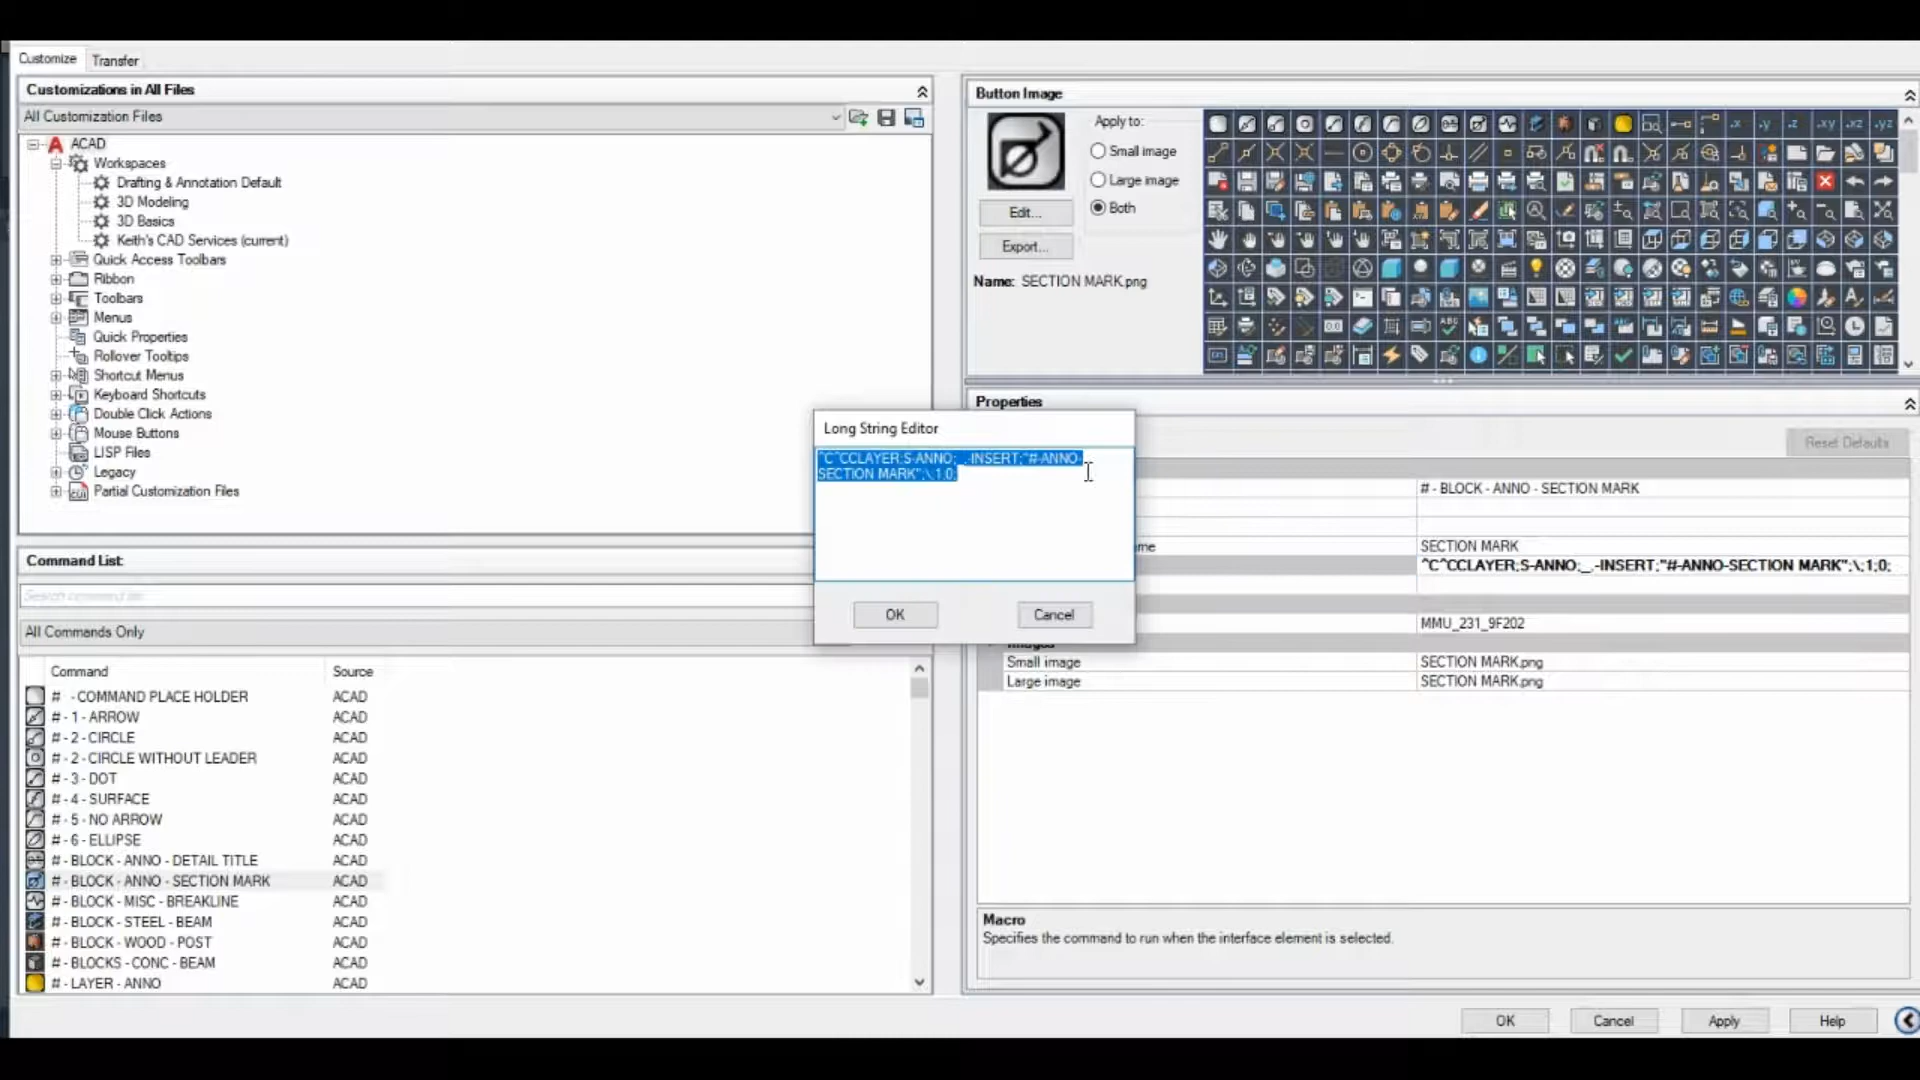 Customize
Transfer
Customizations in All Files
All Customization Files
ACAD
Workspaces
Drafting & Annotation Default
3D Modeling
3D Basics
Keith's CAD Services (current)
Quick Access Toolbars
Ribbon
Toolbars
Menus
Quick Properties
Rollover Tooltips
Shortcut Menus
Keyboard Shortcuts
Double Click Actions
Mouse Buttons
LISP Files
Legacy
Partial Customization Files
Command List:
Search command list
All Commands Only
Command Source
# - COMMAND PLACE HOLDER ACAD
# - 1 - ARROW ACAD
# - 2 - CIRCLE ACAD
# - 2 - CIRCLE WITHOUT LEADER ACAD
# - 3 - DOT ACAD
# - 4 - SURFACE ACAD
# - 5 - NO ARROW ACAD
# - 6 - ELLIPSE ACAD
# - BLOCK - ANNO - DETAIL TITLE ACAD
# - BLOCK - ANNO - SECTION MARK ACAD
# - BLOCK - MISC - BREAKLINE ACAD
# - BLOCK - STEEL - BEAM ACAD
# - BLOCK - WOOD - POST ACAD
# - BLOCKS - CONC - BEAM ACAD
# - LAYER - ANNO ACAD
Button Image
Apply to:
Small image
Large image
Both
Edit...
Export...
Name: SECTION MARK.png
Long String Editor
^C^CCLAYER;S-ANNO;_.-INSERT;"#-ANNO-
SECTION MARK";\;1;0;
OK
Cancel
Properties
Reset Defaults
# - BLOCK - ANNO - SECTION MARK
me SECTION MARK
^C^CCLAYER;S-ANNO;_.-INSERT;"#-ANNO-SECTION MARK";\;1;0;
MMU_231_9F202
Images
Small image SECTION MARK.png
Large image SECTION MARK.png
Macro
Specifies the command to run when the interface element is selected.
OK
Cancel
Apply
Help